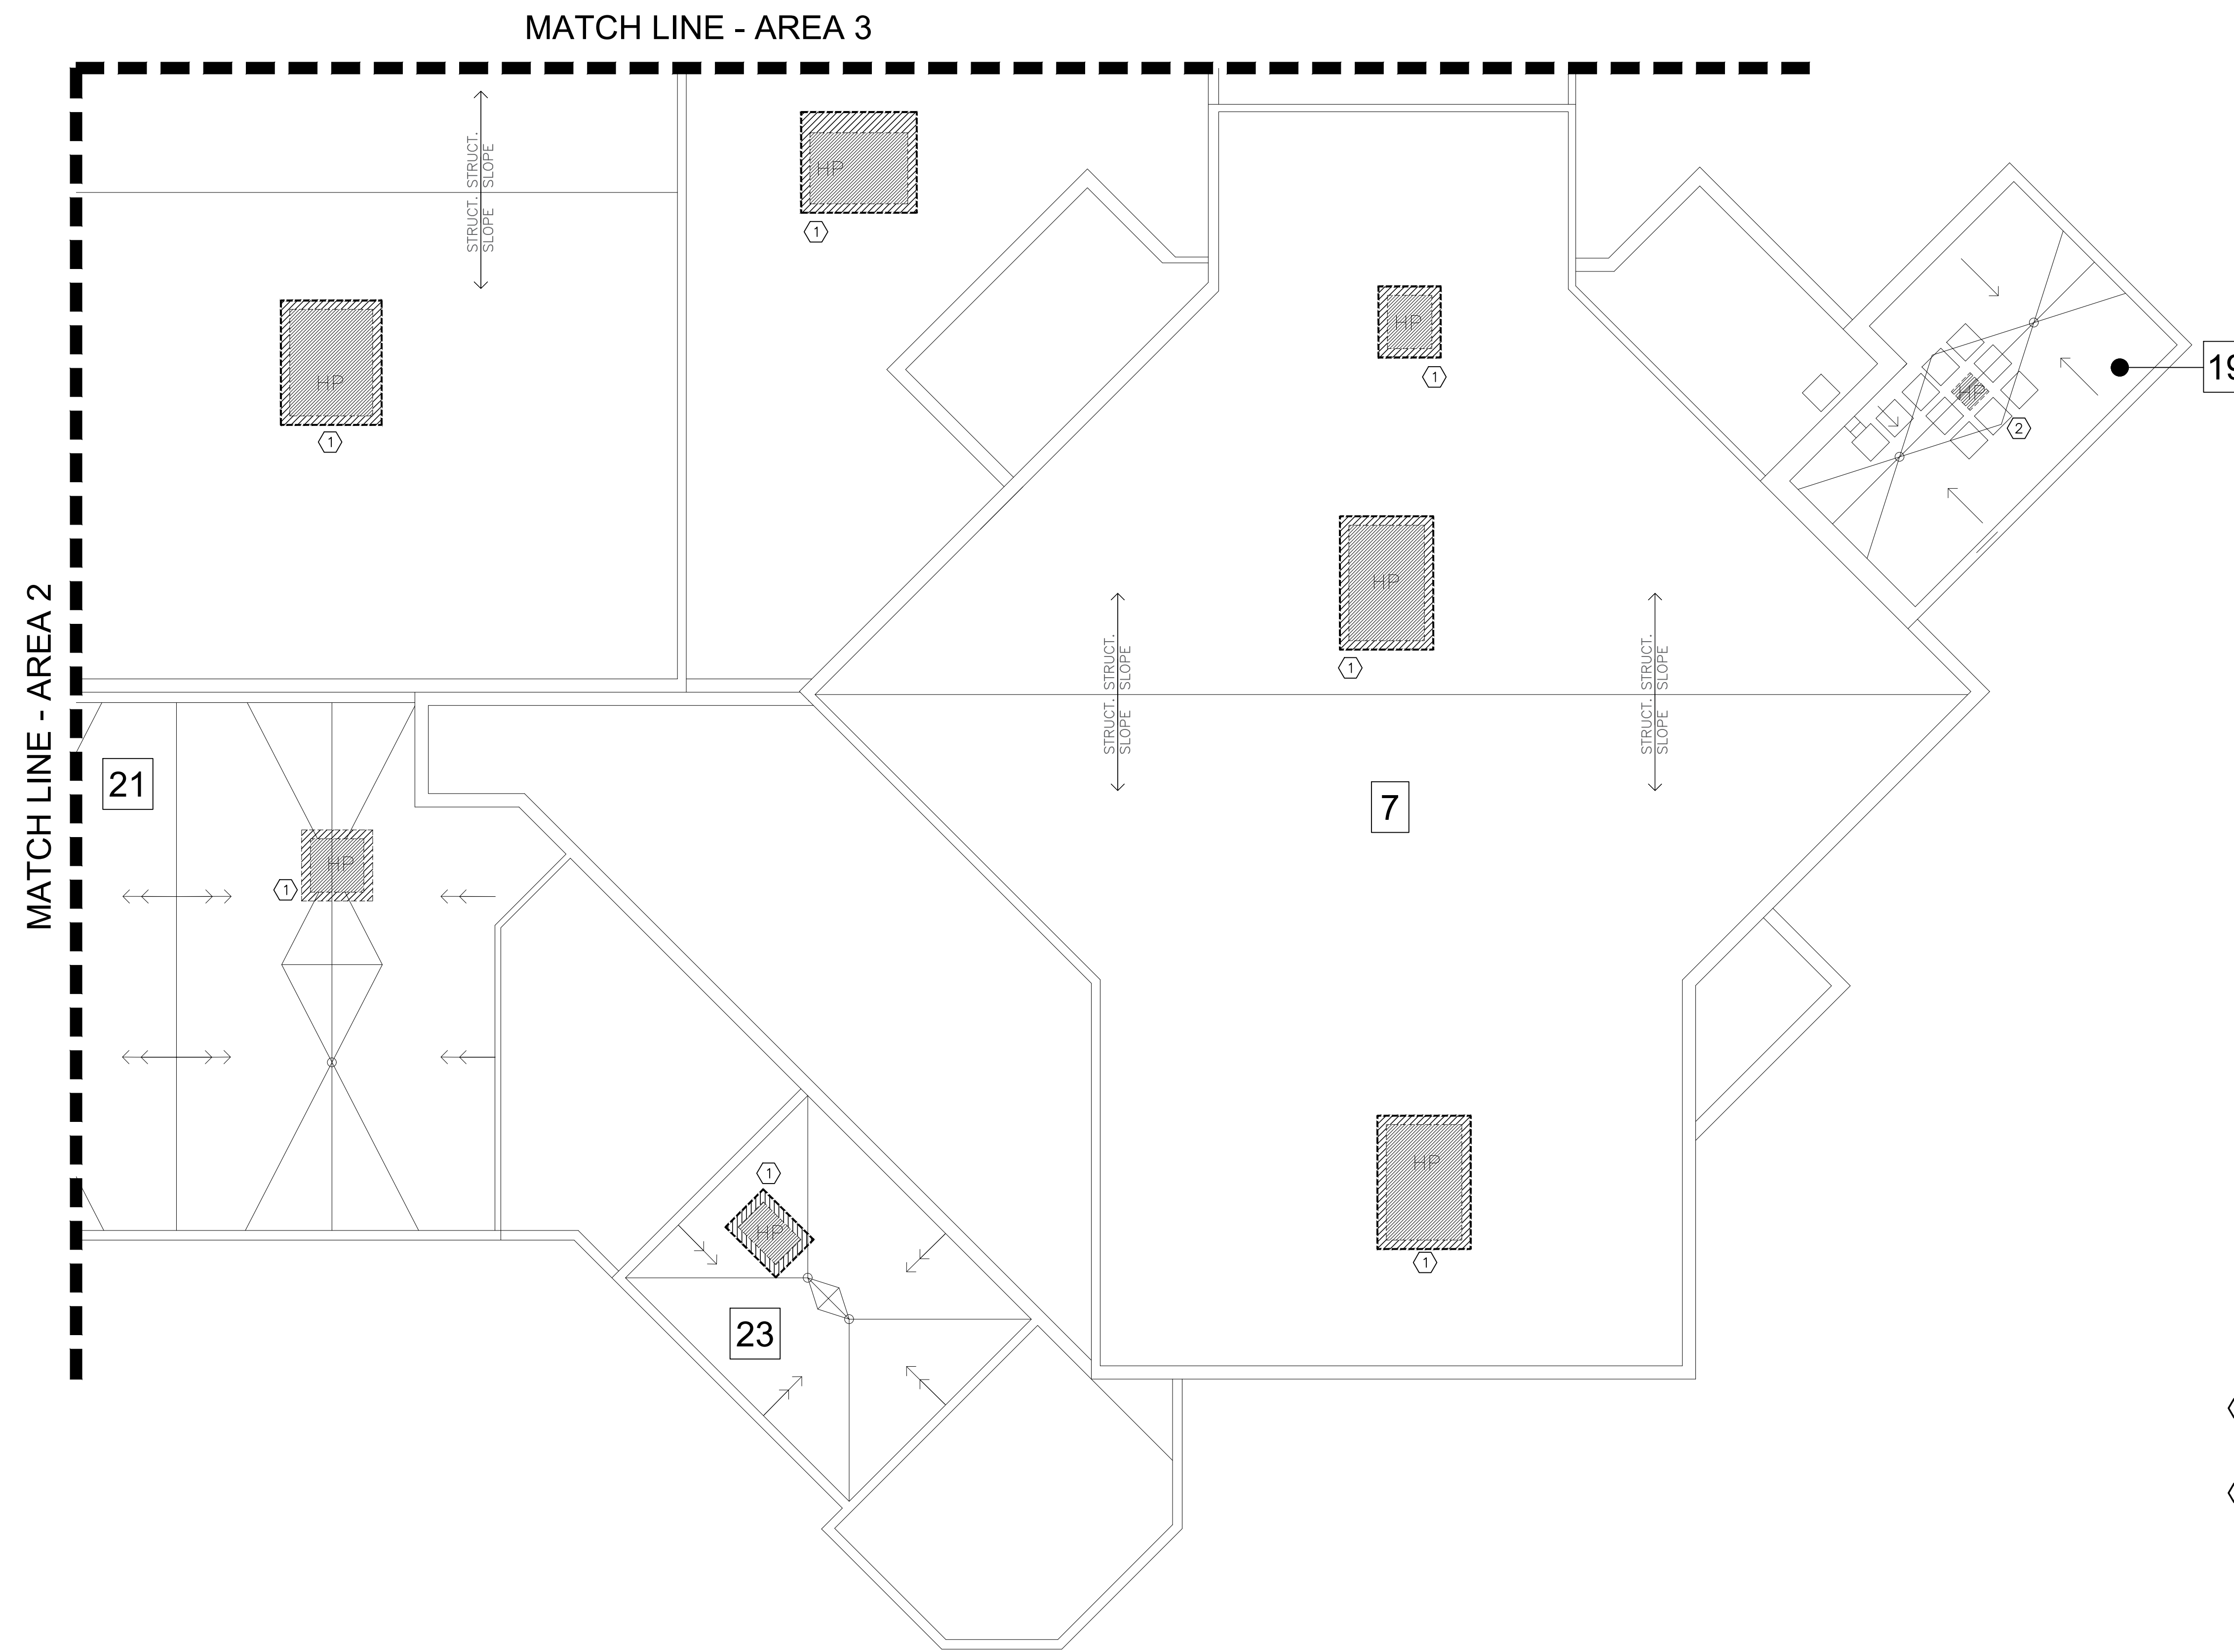 MATCH LINE - AREA 3
STRUCT.
SLOPE
STRUCT.
SLOPE
HP
1
HP
1
HP
1
19
HP
2
HP
1
MATCH LINE - AREA 2
STRUCT.
SLOPE
STRUCT.
SLOPE
STRUCT.
SLOPE
STRUCT.
SLOPE
21
7
HP
1
HP
1
1
HP
23